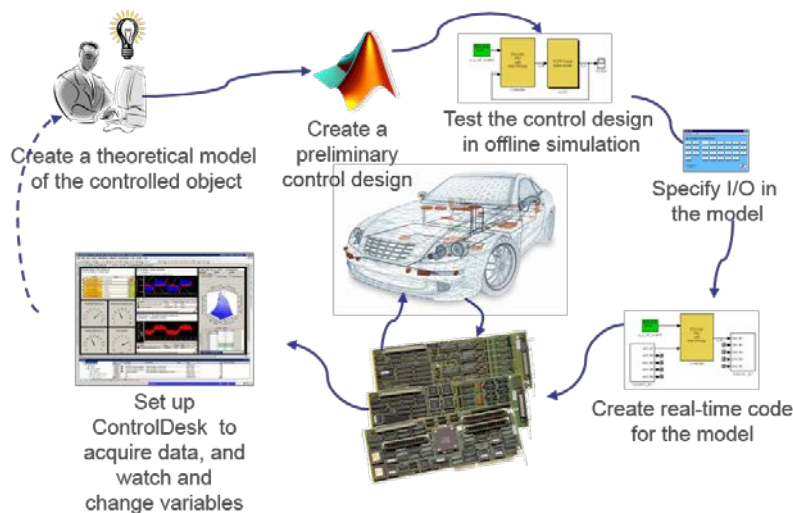 Create a theoretical model
of the controlled object
Create a
preliminary
control design
Test the control design
in offline simulation
Specify I/O in
the model
Create real-time code
for the model
Set up
ControlDesk to
acquire data, and
watch and
change variables